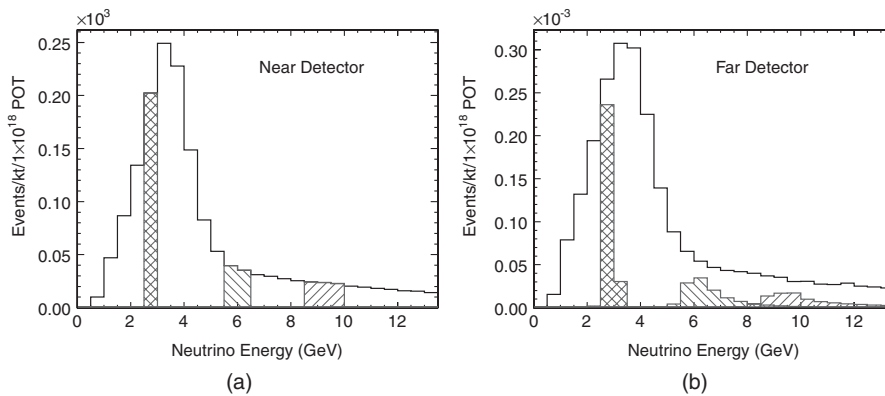 ×10³
0.25
0.20
0.15
0.10
0.05
0.00
Events/kt/1×10¹⁸ POT
Near Detector
0 2 4 6 8 10 12
Neutrino Energy (GeV)
(a)
×10⁻³
0.30
0.25
0.20
0.15
0.10
0.05
0.00
Events/kt/1×10¹⁸ POT
Far Detector
0 2 4 6 8 10 12
Neutrino Energy (GeV)
(b)